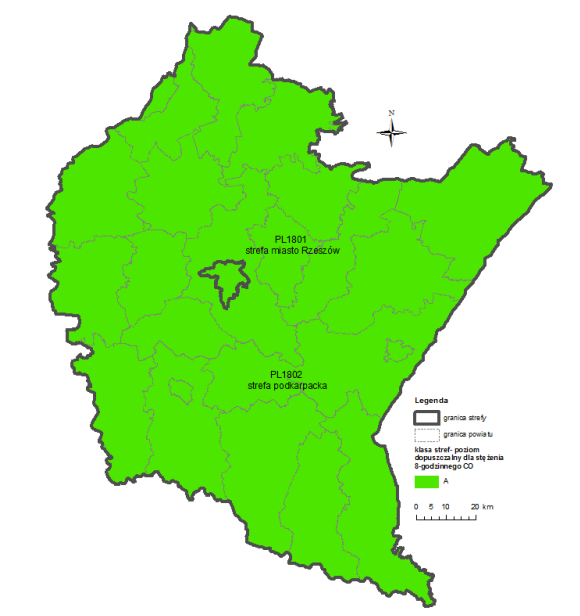 N
PL1801
strefa miasto Rzeszów
PL1802
strefa podkarpacka
Legenda
granica strefy
granica powiatu
klasa stref- poziom
dopuszczalny dla stężenia
8-godzinnego CO
A
0 5 10 20 km